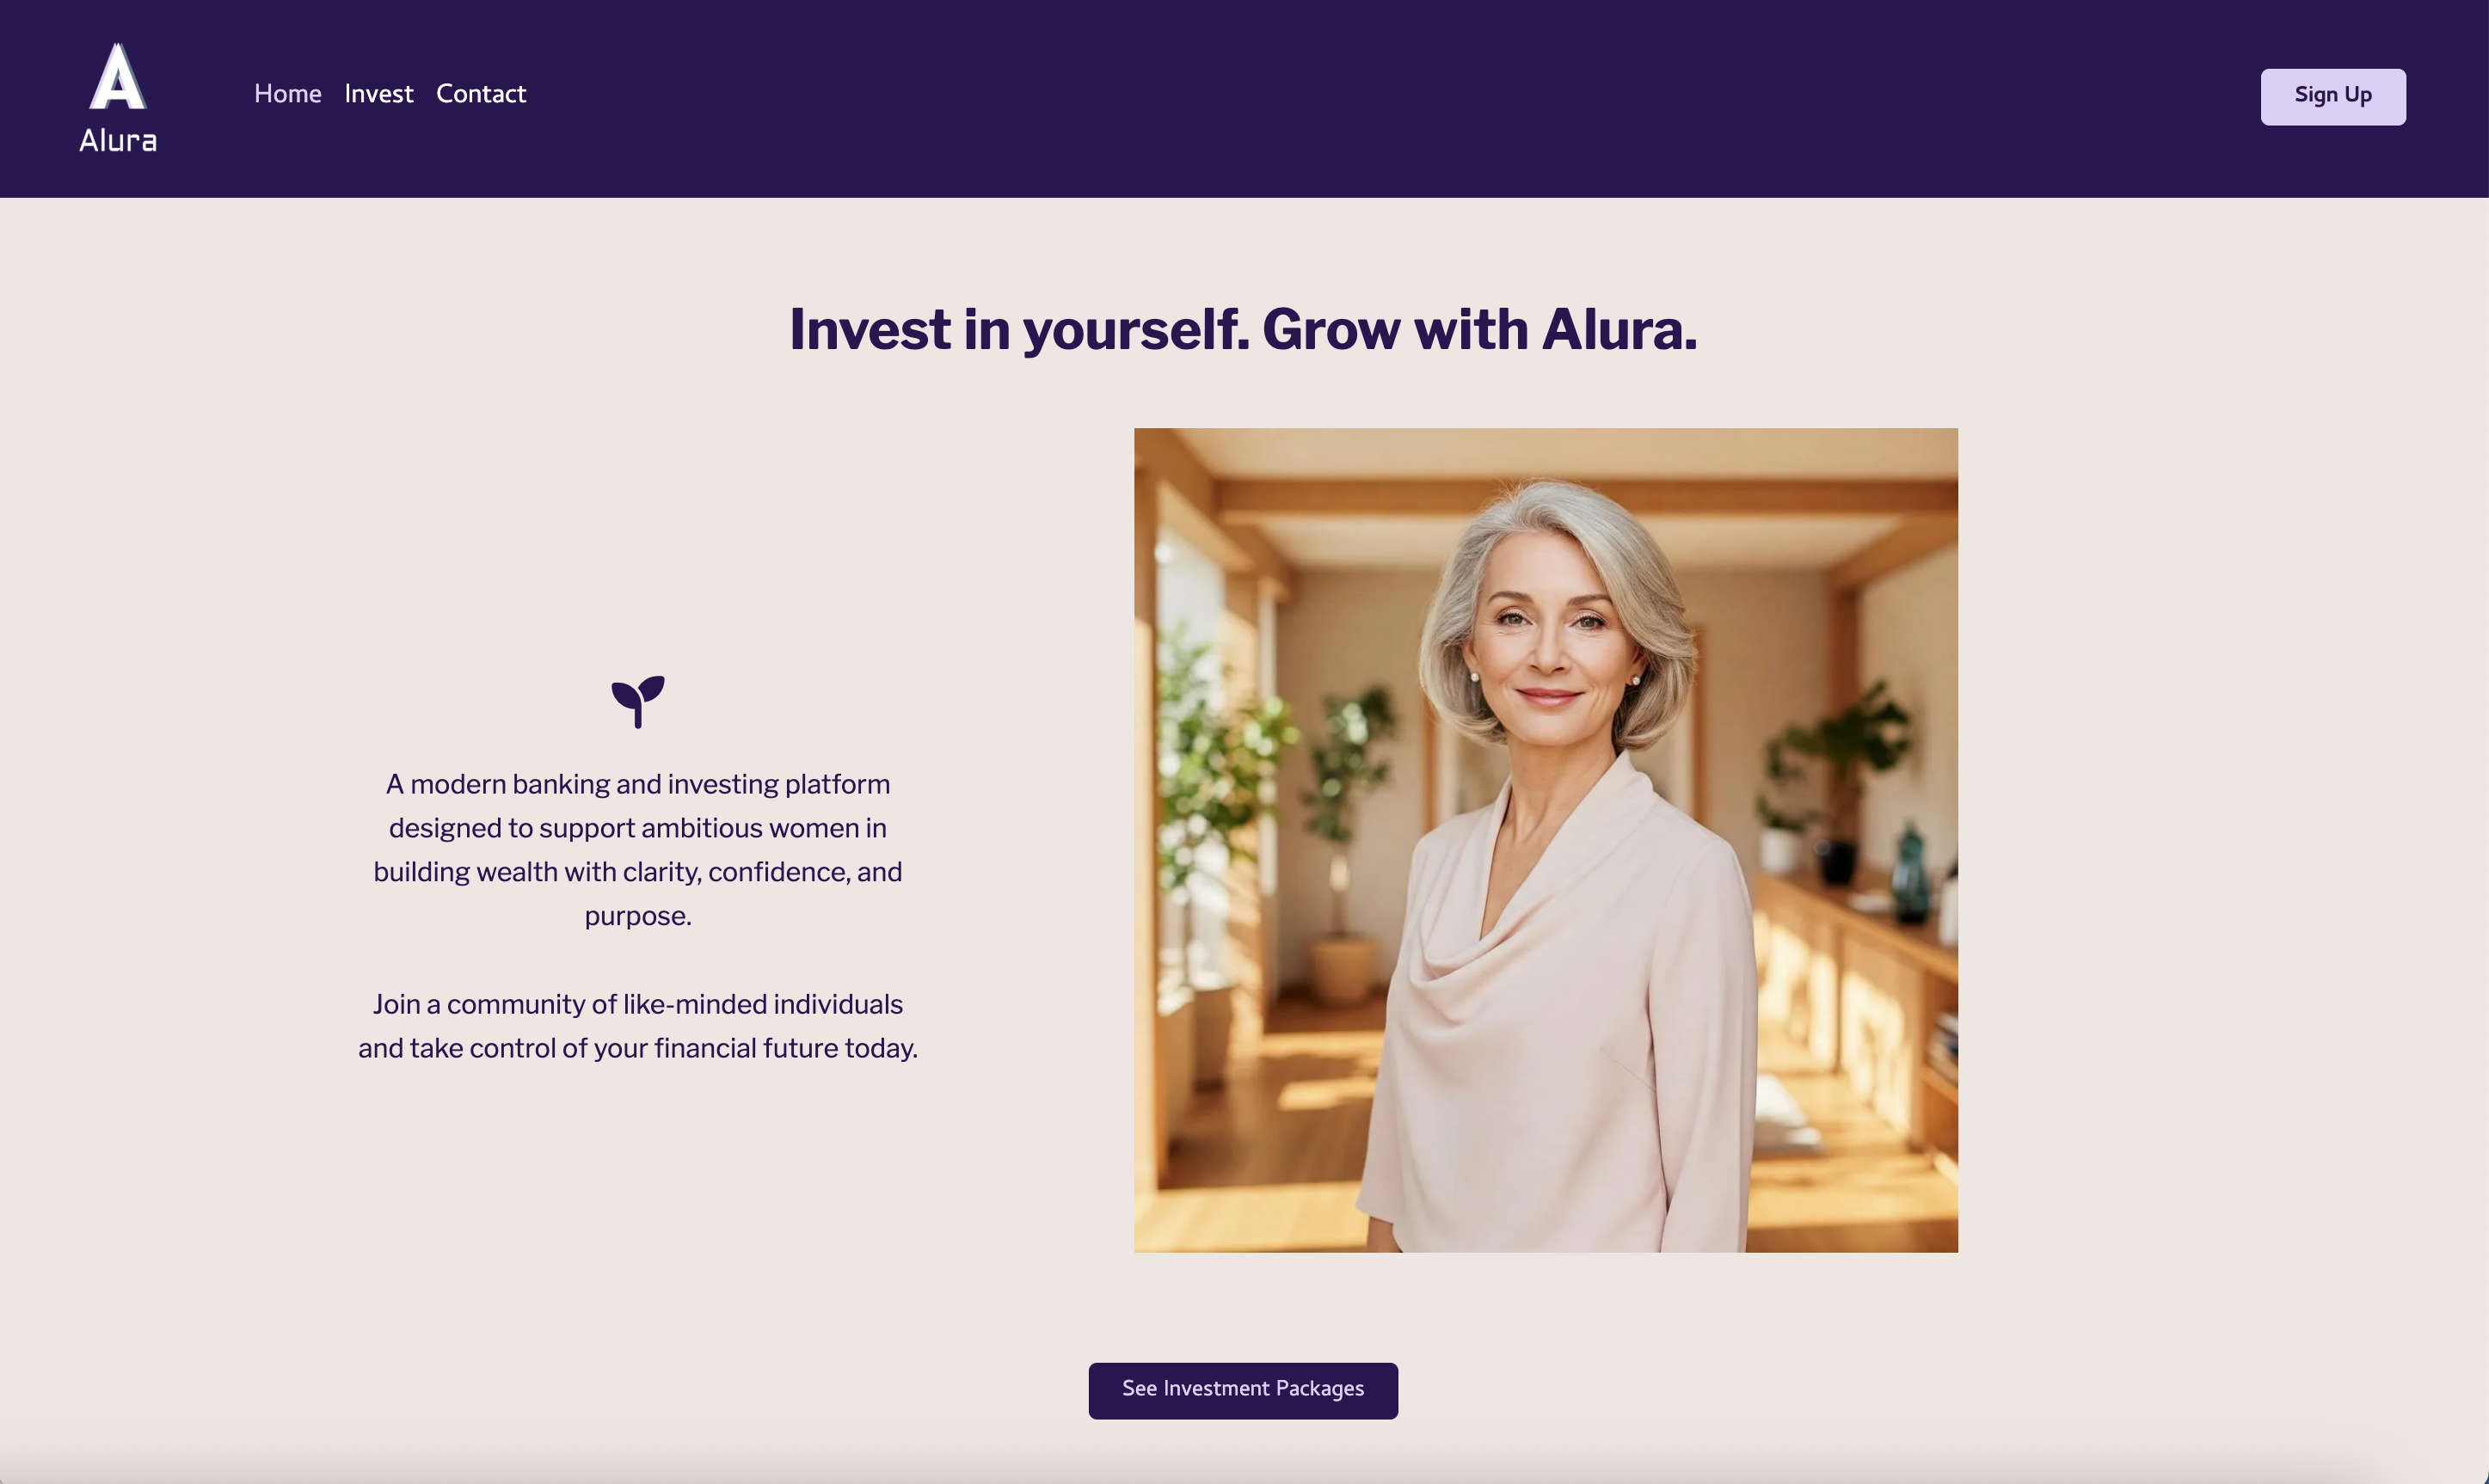 A
Alura
Home Invest Contact
Sign Up
Invest in yourself. Grow with Alura.
A modern banking and investing platform
designed to support ambitious women in
building wealth with clarity, confidence, and
purpose.
Join a community of like-minded individuals
and take control of your financial future today.
See Investment Packages